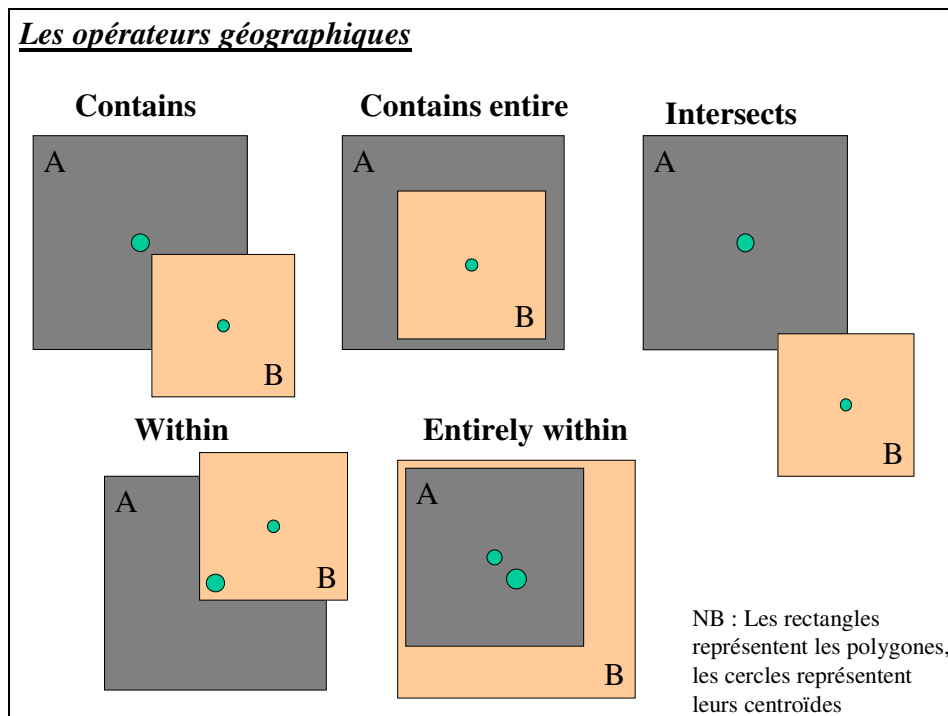 Les opérateurs géographiques
Contains
Contains entire
Intersects
A
A
A
B
B
B
Within
Entirely within
A
A
B
B
NB : Les rectangles
représentent les polygones,
les cercles représentent
leurs centroïdes